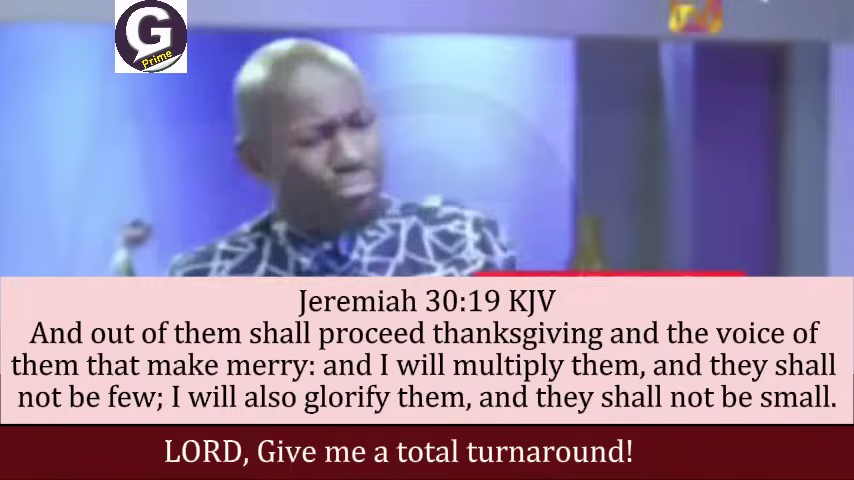 G
Prime
Jeremiah 30:19 KJV
And out of them shall proceed thanksgiving and the voice of
them that make merry: and I will multiply them, and they shall
not be few; I will also glorify them, and they shall not be small.
LORD, Give me a total turnaround!